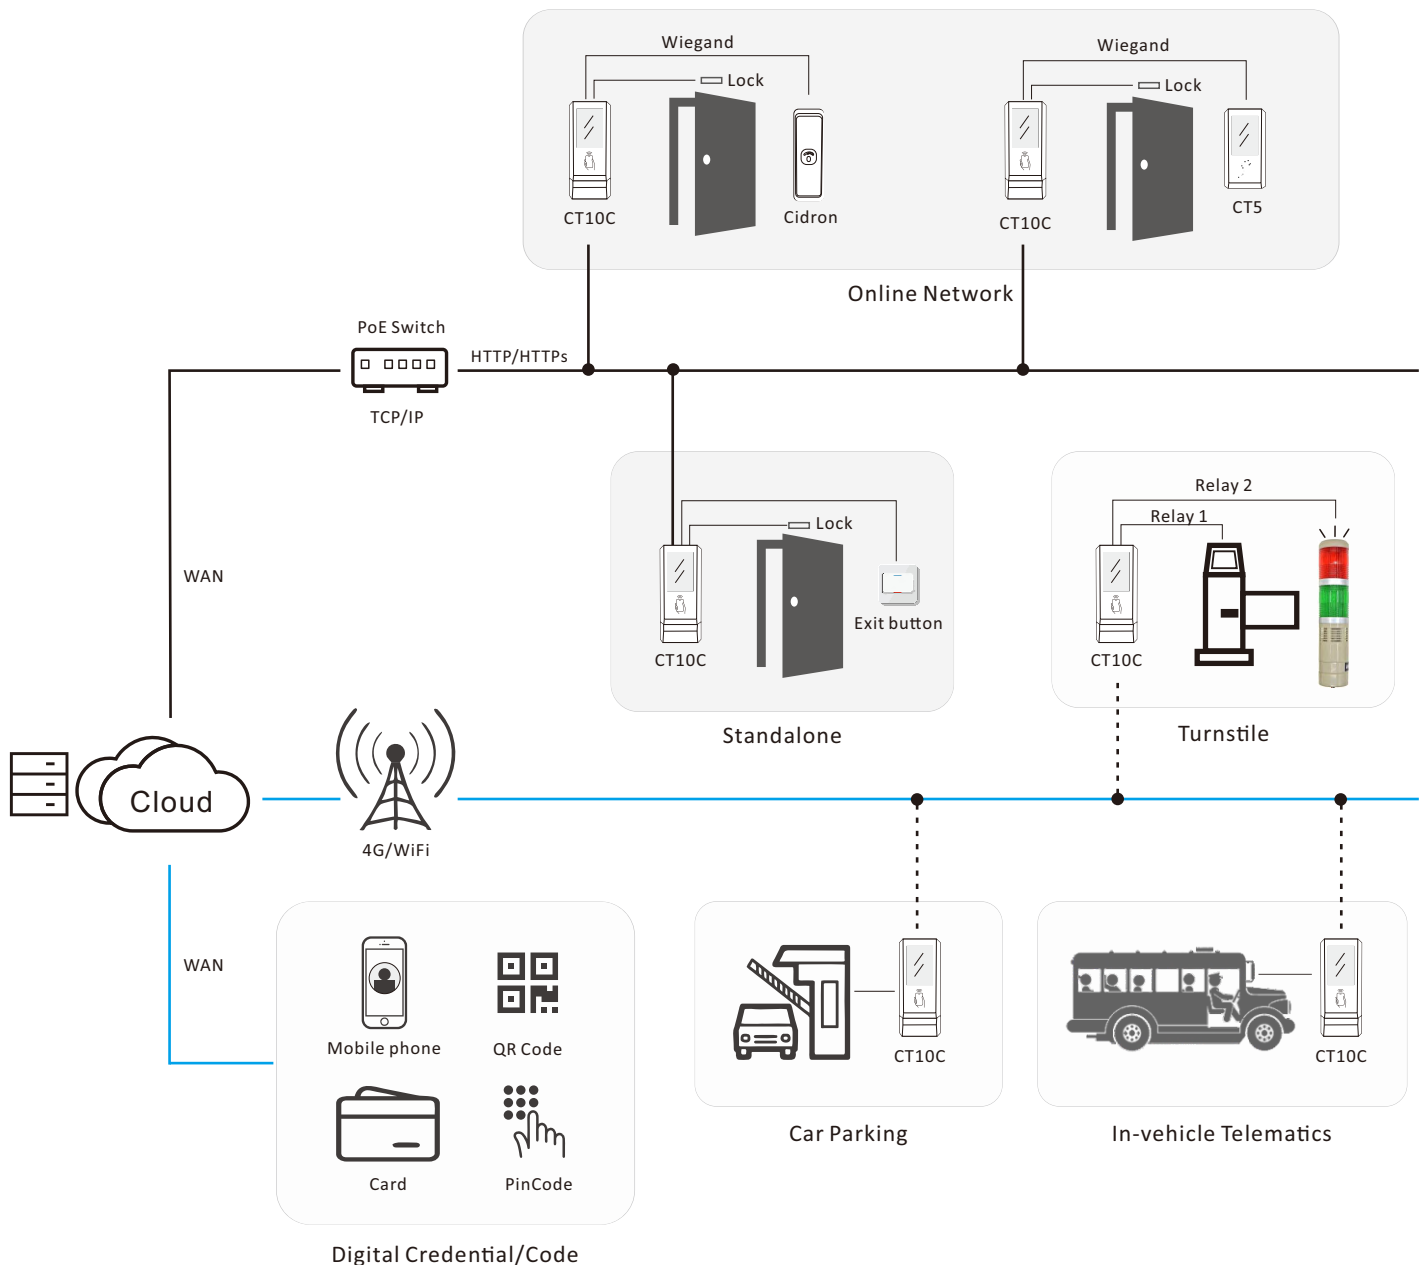 Wiegand
Lock
CT10C
Cidron
Wiegand
Lock
CT10C
CT5
Online Network
PoE Switch
TCP/IP
HTTP/HTTPs
WAN
Lock
CT10C
Exit button
Standalone
Relay 2
Relay 1
CT10C
Turnstile
Cloud
4G/WiFi
WAN
Mobile phone
QR Code
Card
PinCode
Digital Credential/Code
CT10C
Car Parking
CT10C
In-vehicle Telematics